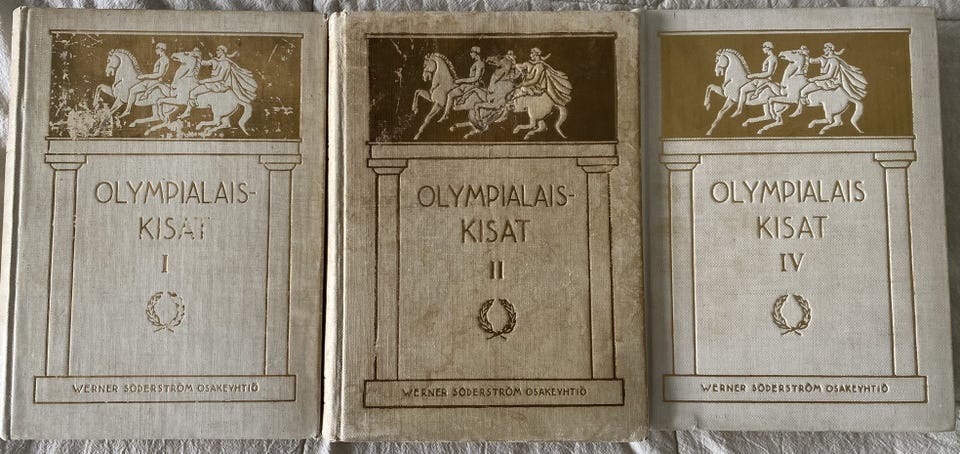 OLYMPIALAIS-
KISAT
I
WERNER SÖDERSTRÖM OSAKEYHTIÖ
OLYMPIALAIS-
KISAT
II
WERNER SÖDERSTRÖM OSAKEYHTIÖ
OLYMPIALAIS
KISAT
IV
WERNER SÖDERSTRÖM OSAKEYHTIÖ